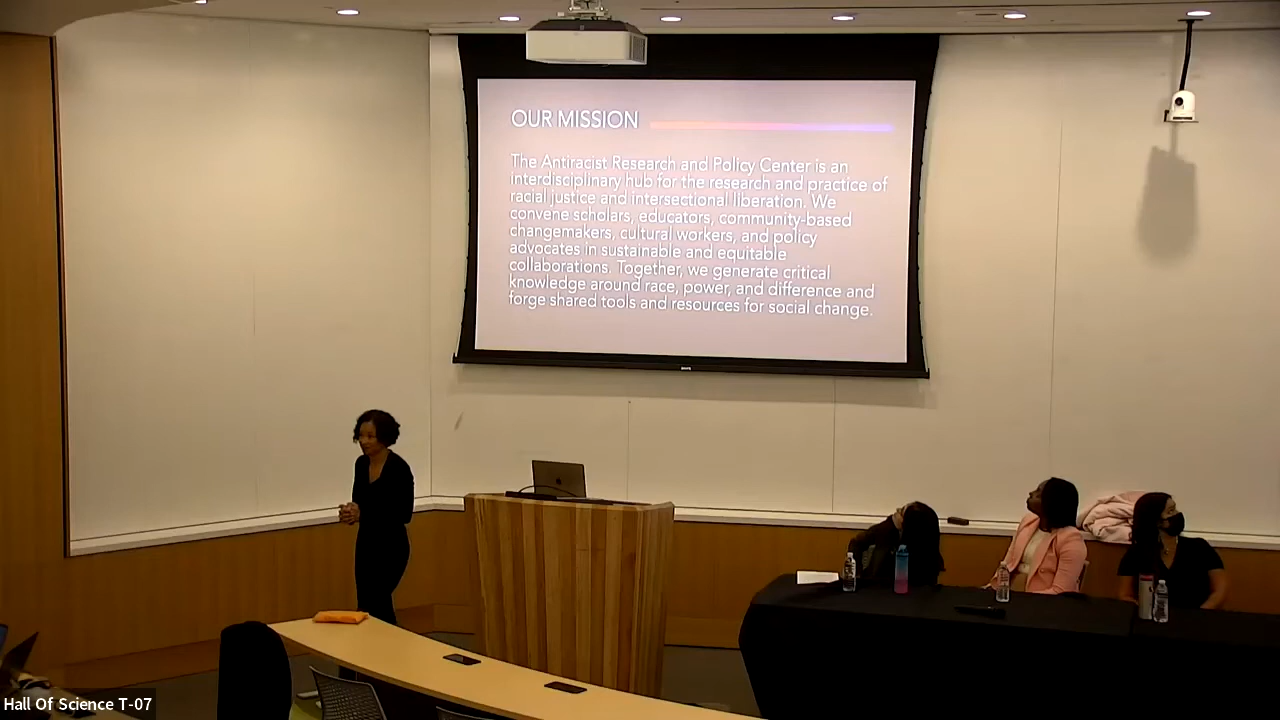 OUR MISSION
The Antiracist Research and Policy Center is an
interdisciplinary hub for the research and practice of
racial justice and intersectional liberation. We
convene scholars, educators, community-based
changemakers, cultural workers, and policy
advocates in sustainable and equitable
collaborations. Together, we generate critical
knowledge around race, power, and difference and
forge shared tools and resources for social change.
Hall Of Science T-07